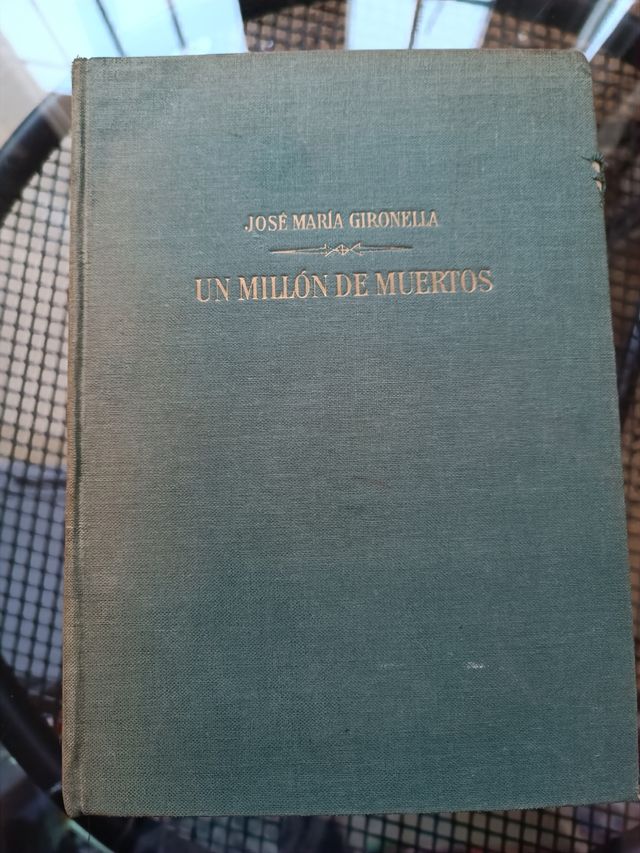 JOSÉ MARÍA GIRONELLA
UN MILLÓN DE MUERTOS